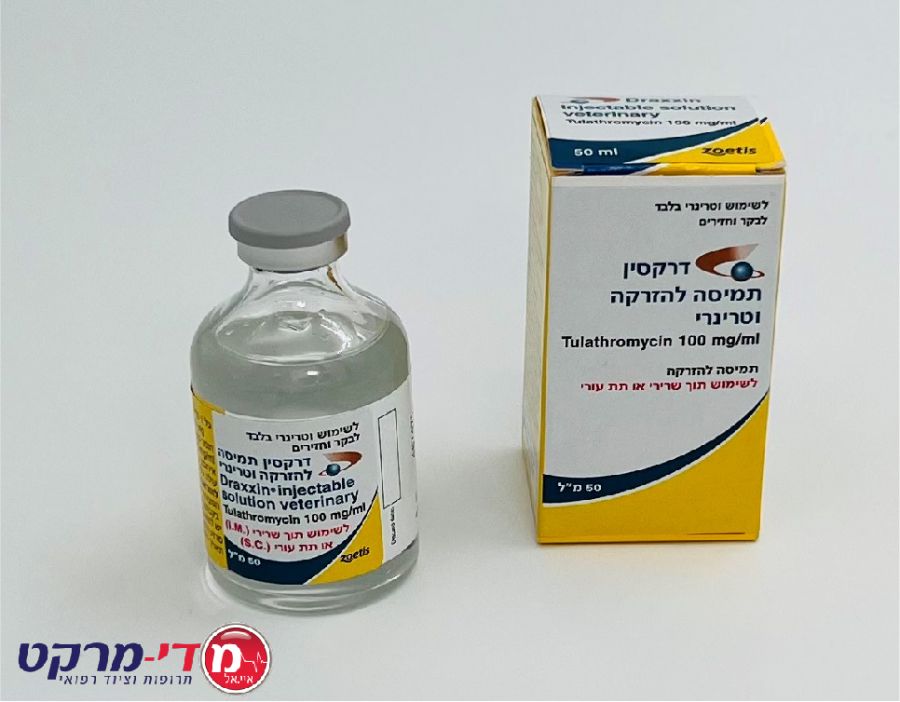 Draxxin
Injectable solution
veterinary
Tulathromycin 100 mg/ml
50 ml
zoetis
לשימוש וטרינרי בלבד
לבקר וחזירים
דרקסין
תמיסה להזרקה
וטרינרי
Tulathromycin 100 mg/ml
תמיסה להזרקה
לשימוש תוך שרירי או תת עורי
50 מ"ל
לשימוש וטרינרי בלבד
לבקר וחזירים
דרקסין תמיסה
להזרקה וטרינרי
Draxxin•injectable
solution veterinary
Tulathromycin 100 mg/ml
לשימוש תוך שרירי (I.M.)
או תת עורי (S.C.)
50 מ"ל
zoetis
די-מרקט
תרופות וציוד רפואי
מ
איי.אל